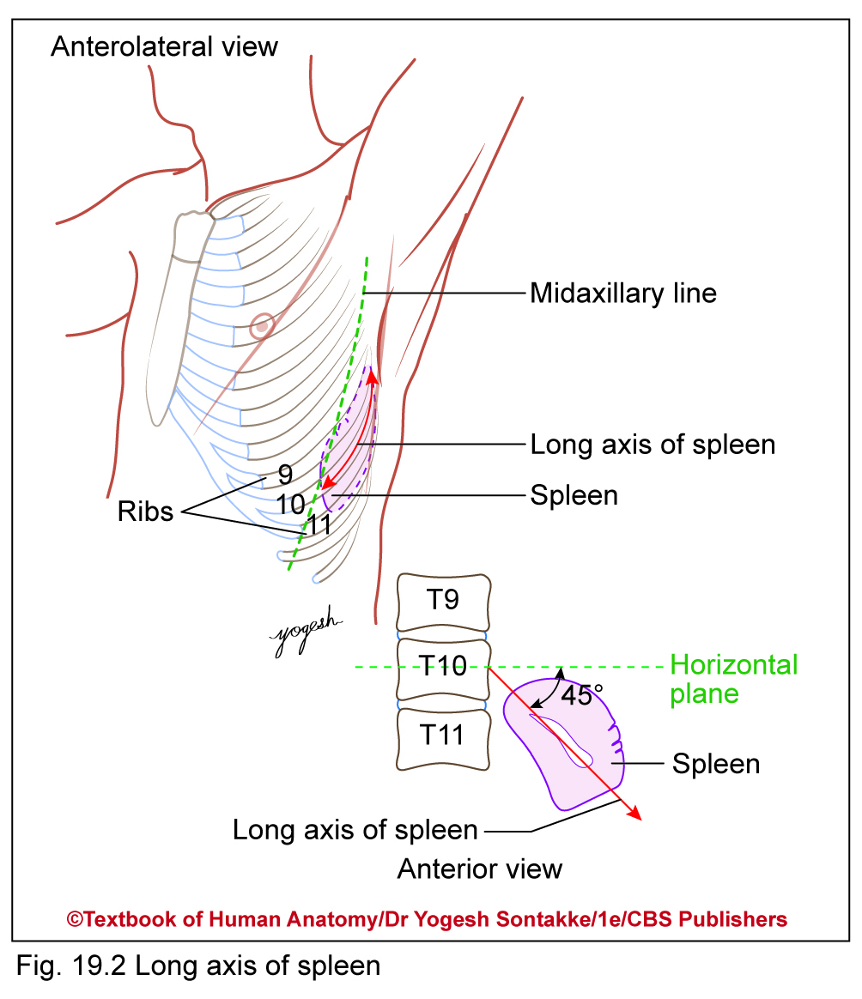 Anterolateral view
Midaxillary line
Long axis of spleen
9
Spleen
10
Ribs
11
T9
yogesh
T10
Horizontal
plane
45°
T11
Spleen
Long axis of spleen
Anterior view
©Textbook of Human Anatomy/Dr Yogesh Sontakke/1e/CBS Publishers
Fig. 19.2 Long axis of spleen